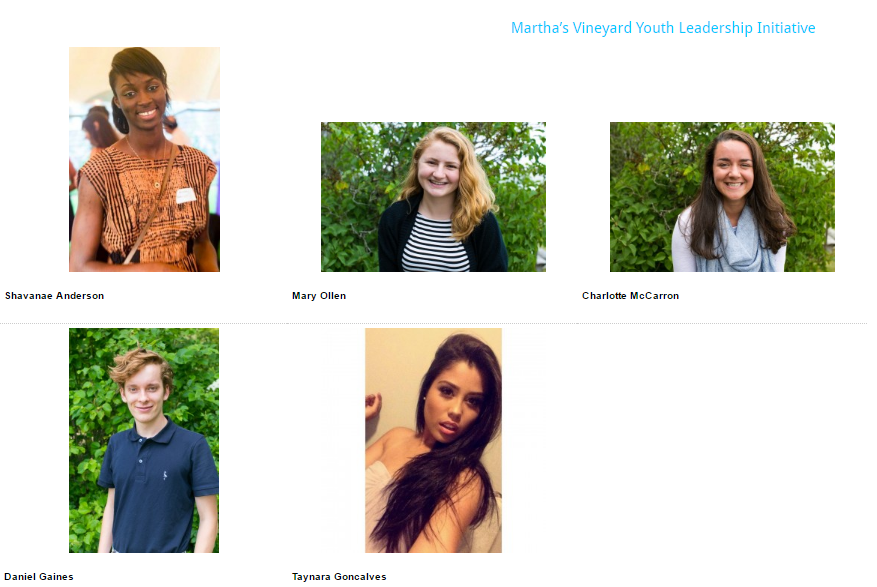 Martha's Vineyard Youth Leadership Initiative
Shavanae Anderson
Mary Ollen
Charlotte McCarron
Daniel Gaines
Taynara Goncalves